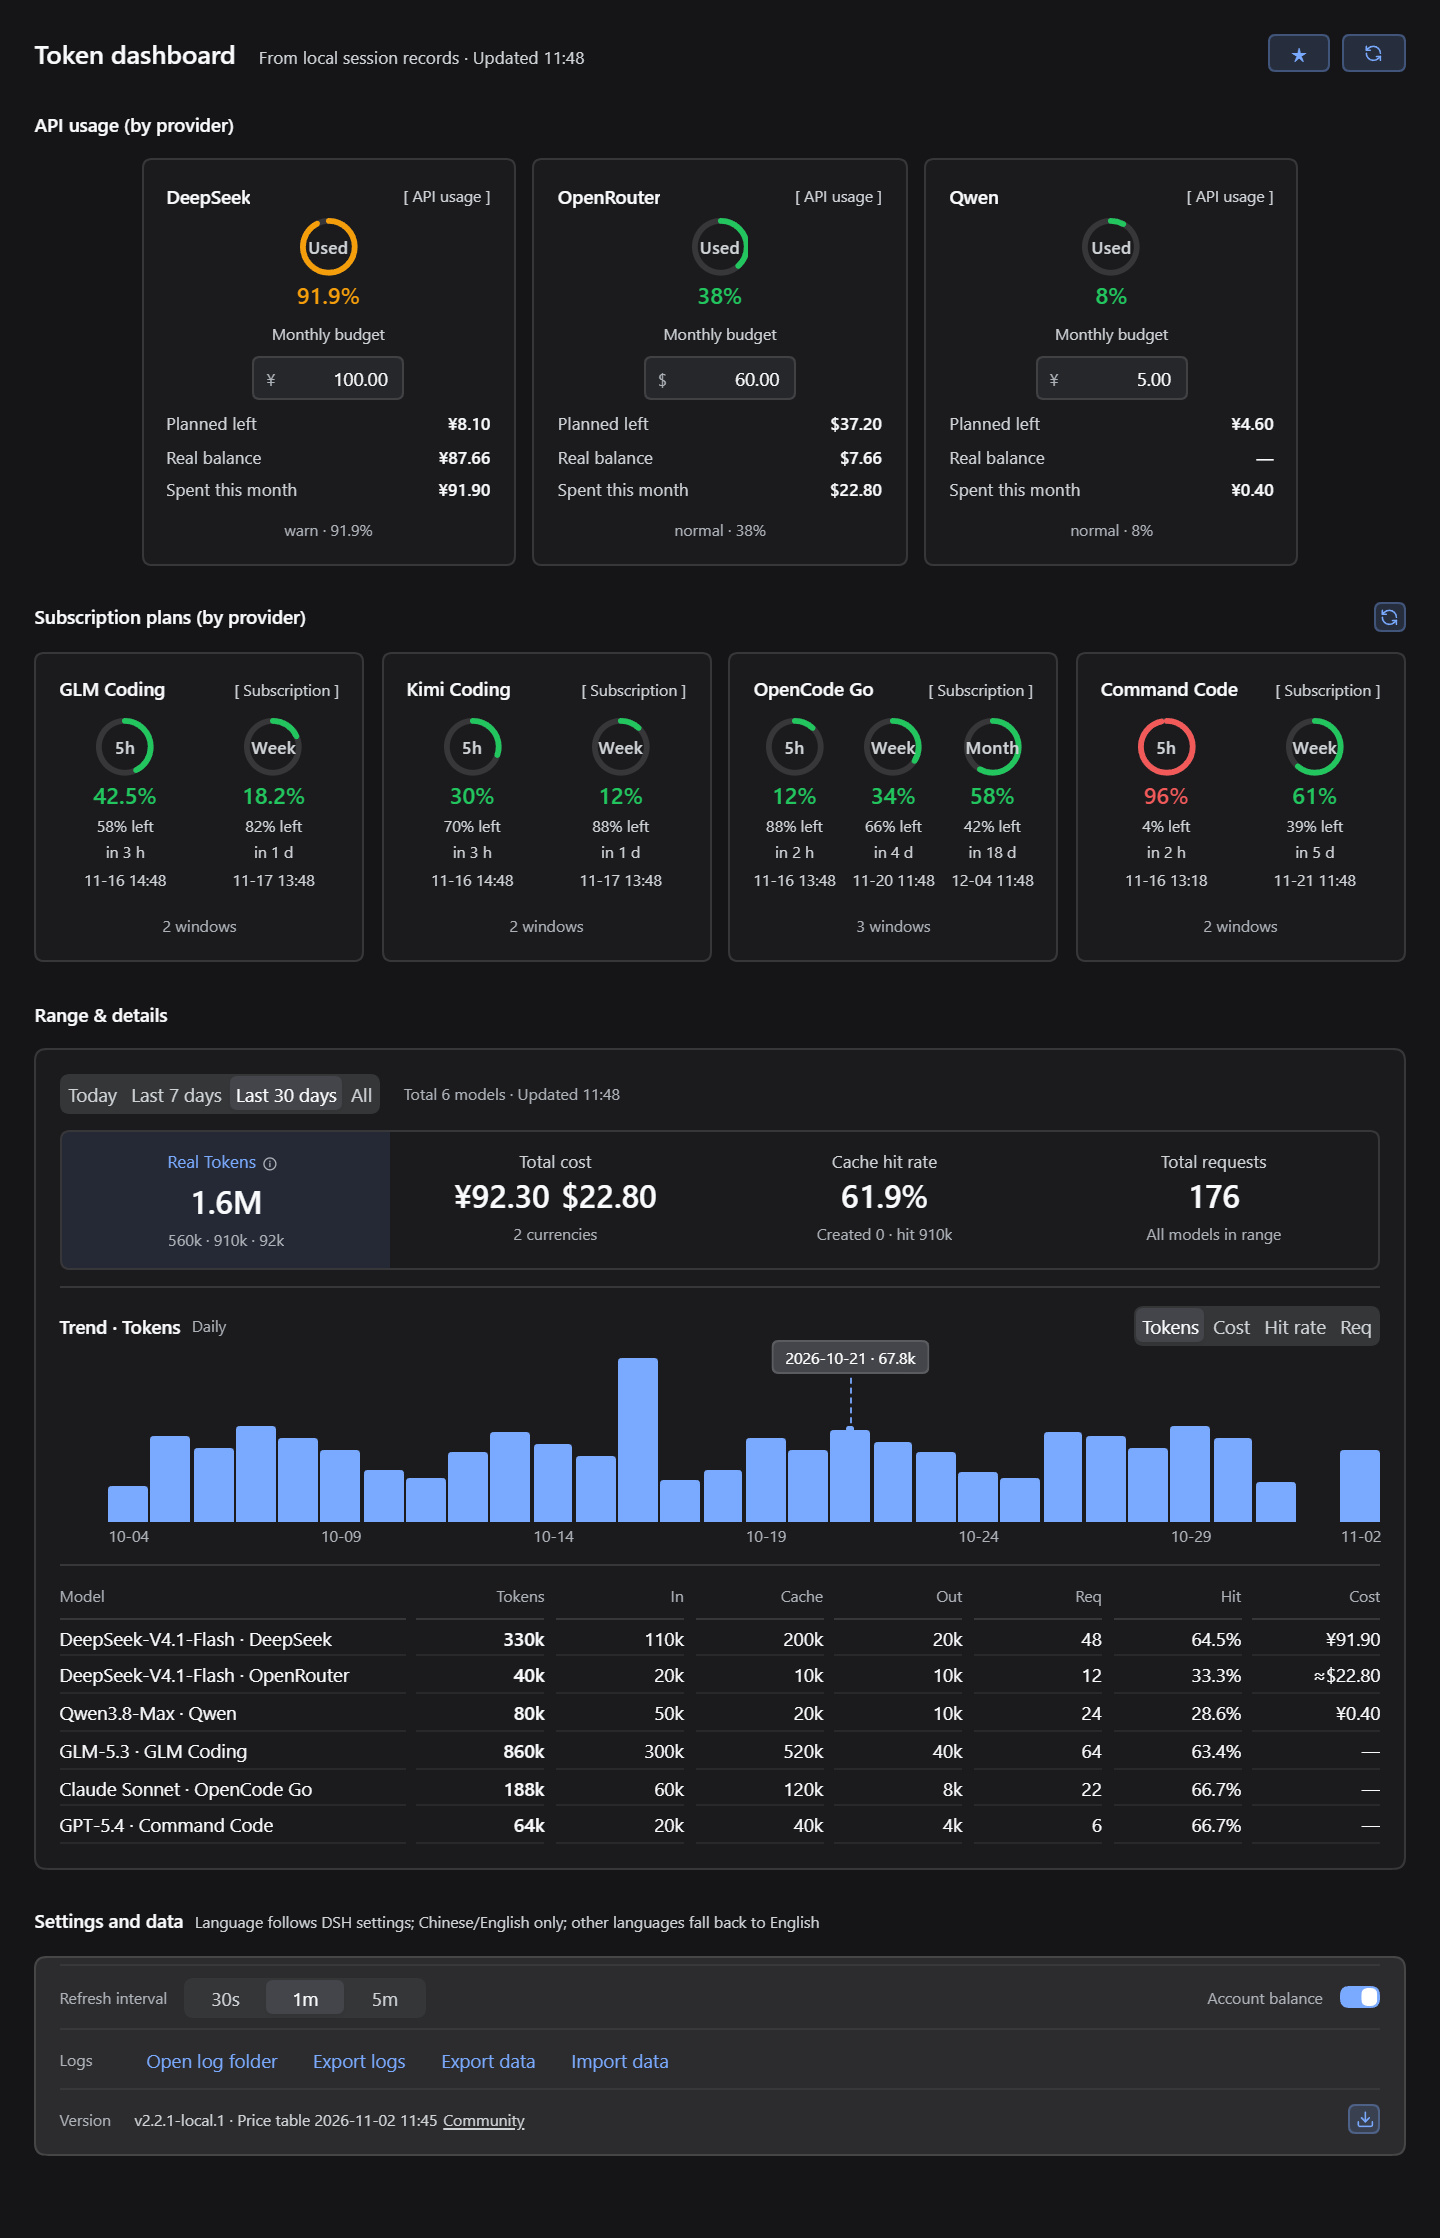 Token dashboard From local session records · Updated 11:48
★
API usage (by provider)
DeepSeek [ API usage ]
Used
91.9%
Monthly budget
¥ 100.00
Planned left ¥8.10
Real balance ¥87.66
Spent this month ¥91.90
warn · 91.9%
OpenRouter [ API usage ]
Used
38%
Monthly budget
$ 60.00
Planned left $37.20
Real balance $7.66
Spent this month $22.80
normal · 38%
Qwen [ API usage ]
Used
8%
Monthly budget
¥ 5.00
Planned left ¥4.60
Real balance —
Spent this month ¥0.40
normal · 8%
Subscription plans (by provider)
GLM Coding [ Subscription ]
5h Week
42.5% 18.2%
58% left 82% left
in 3 h in 1 d
11-16 14:48 11-17 13:48
2 windows
Kimi Coding [ Subscription ]
5h Week
30% 12%
70% left 88% left
in 3 h in 1 d
11-16 14:48 11-17 13:48
2 windows
OpenCode Go [ Subscription ]
5h Week Month
12% 34% 58%
88% left 66% left 42% left
in 2 h in 4 d in 18 d
11-16 13:48 11-20 11:48 12-04 11:48
3 windows
Command Code [ Subscription ]
5h Week
96% 61%
4% left 39% left
in 2 h in 5 d
11-16 13:18 11-21 11:48
2 windows
Range & details
Today Last 7 days Last 30 days All Total 6 models · Updated 11:48
Real Tokens
1.6M
560k · 910k · 92k
Total cost
¥92.30 $22.80
2 currencies
Cache hit rate
61.9%
Created 0 · hit 910k
Total requests
176
All models in range
Trend · Tokens Daily Tokens Cost Hit rate Req
2026-10-21 · 67.8k
10-04 10-09 10-14 10-19 10-24 10-29 11-02
Model Tokens In Cache Out Req Hit Cost
DeepSeek-V4.1-Flash · DeepSeek 330k 110k 200k 20k 48 64.5% ¥91.90
DeepSeek-V4.1-Flash · OpenRouter 40k 20k 10k 10k 12 33.3% ≈$22.80
Qwen3.8-Max · Qwen 80k 50k 20k 10k 24 28.6% ¥0.40
GLM-5.3 · GLM Coding 860k 300k 520k 40k 64 63.4% —
Claude Sonnet · OpenCode Go 188k 60k 120k 8k 22 66.7% —
GPT-5.4 · Command Code 64k 20k 40k 4k 6 66.7% —
Settings and data Language follows DSH settings; Chinese/English only; other languages fall back to English
Refresh interval 30s 1m 5m Account balance
Logs Open log folder Export logs Export data Import data
Version v2.2.1-local.1 · Price table 2026-11-02 11:45 Community